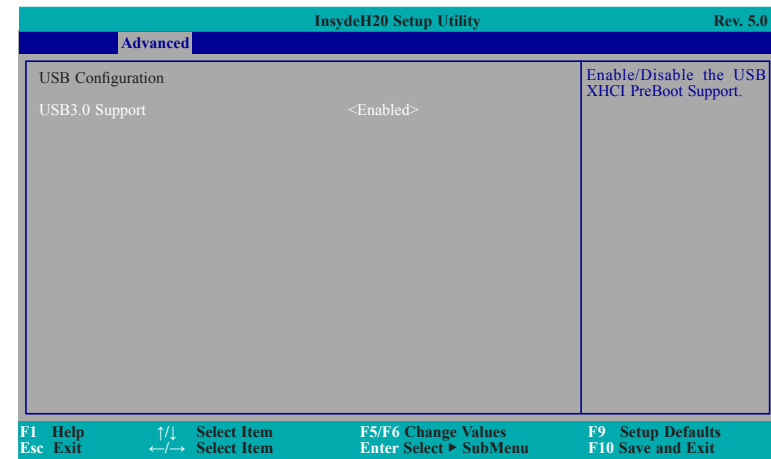 InsydeH20 Setup Utility Rev. 5.0
Advanced
USB Configuration
USB3.0 Support <Enabled>
Enable/Disable the USB
XHCI PreBoot Support.
F1 Help ↑/↓ Select Item F5/F6 Change Values F9 Setup Defaults
Esc Exit ←/→ Select Item Enter Select ► SubMenu F10 Save and Exit